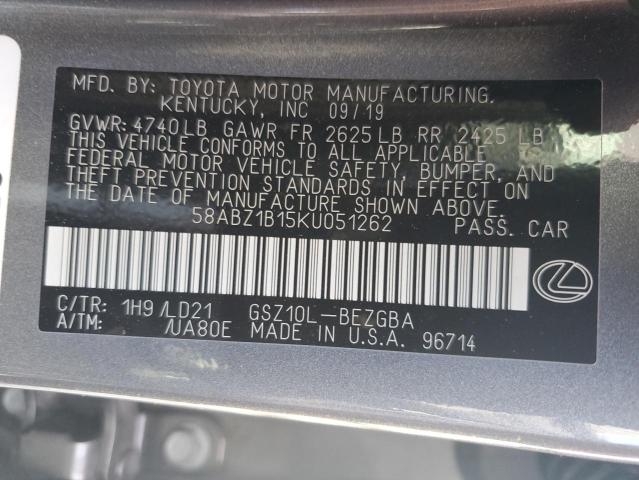 MFD. BY: TOYOTA MOTOR MANUFACTURING.
KENTUCKY, INC 09/19
GVWR: 4740LB GAWR FR 2625LB RR 2425 LB
THIS VEHICLE CONFORMS TO ALL APPLICABLE
FEDERAL MOTOR VEHICLE SAFETY, BUMPER, AND
THEFT PREVENTION STANDARDS IN EFFECT ON
THE DATE OF MANUFACTURE SHOWN ABOVE.
58ABZ1B15KU051262 PASS. CAR
C/TR: 1H9 /LD21 GSZ10L-BEZGBA
A/TM: /UA80E MADE IN U.S.A. 96714